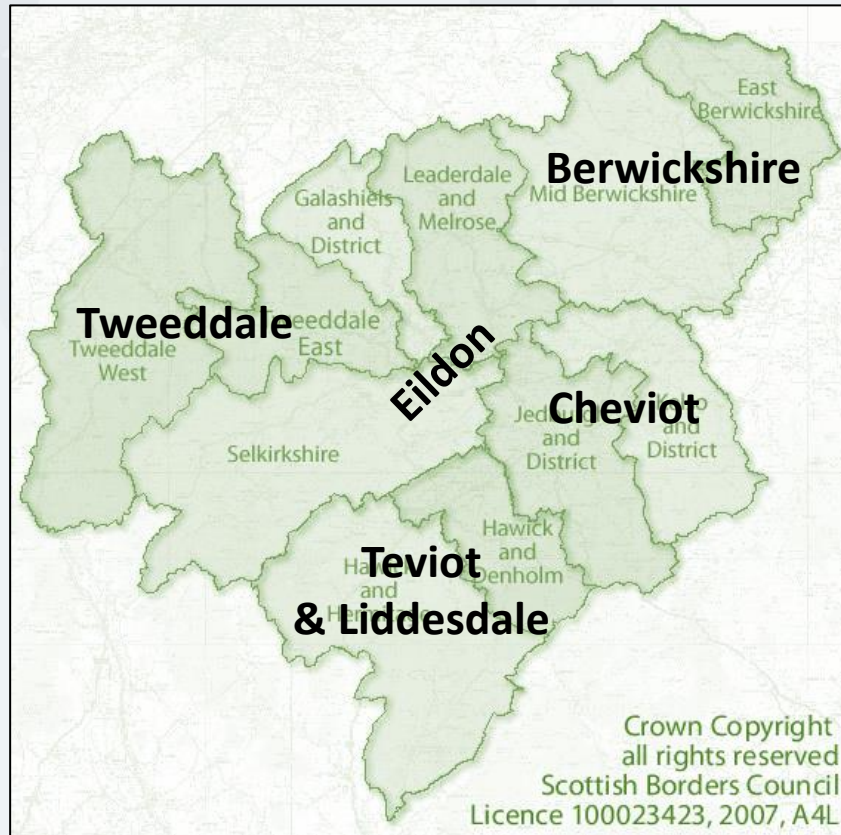 East
Berwickshire
Berwickshire
Mid Berwickshire
Leaderdale
and
Melrose
Galashiels
and
District
Tweeddale
Tweeddale
East
Tweeddale
West
Eildon
Cheviot
Jedburgh
and
District
and
District
Selkirkshire
Hawick
and
Denholm
Teviot
& Liddesdale
and
Crown Copyright
all rights reserved
Scottish Borders Council
Licence 100023423, 2007, A4L